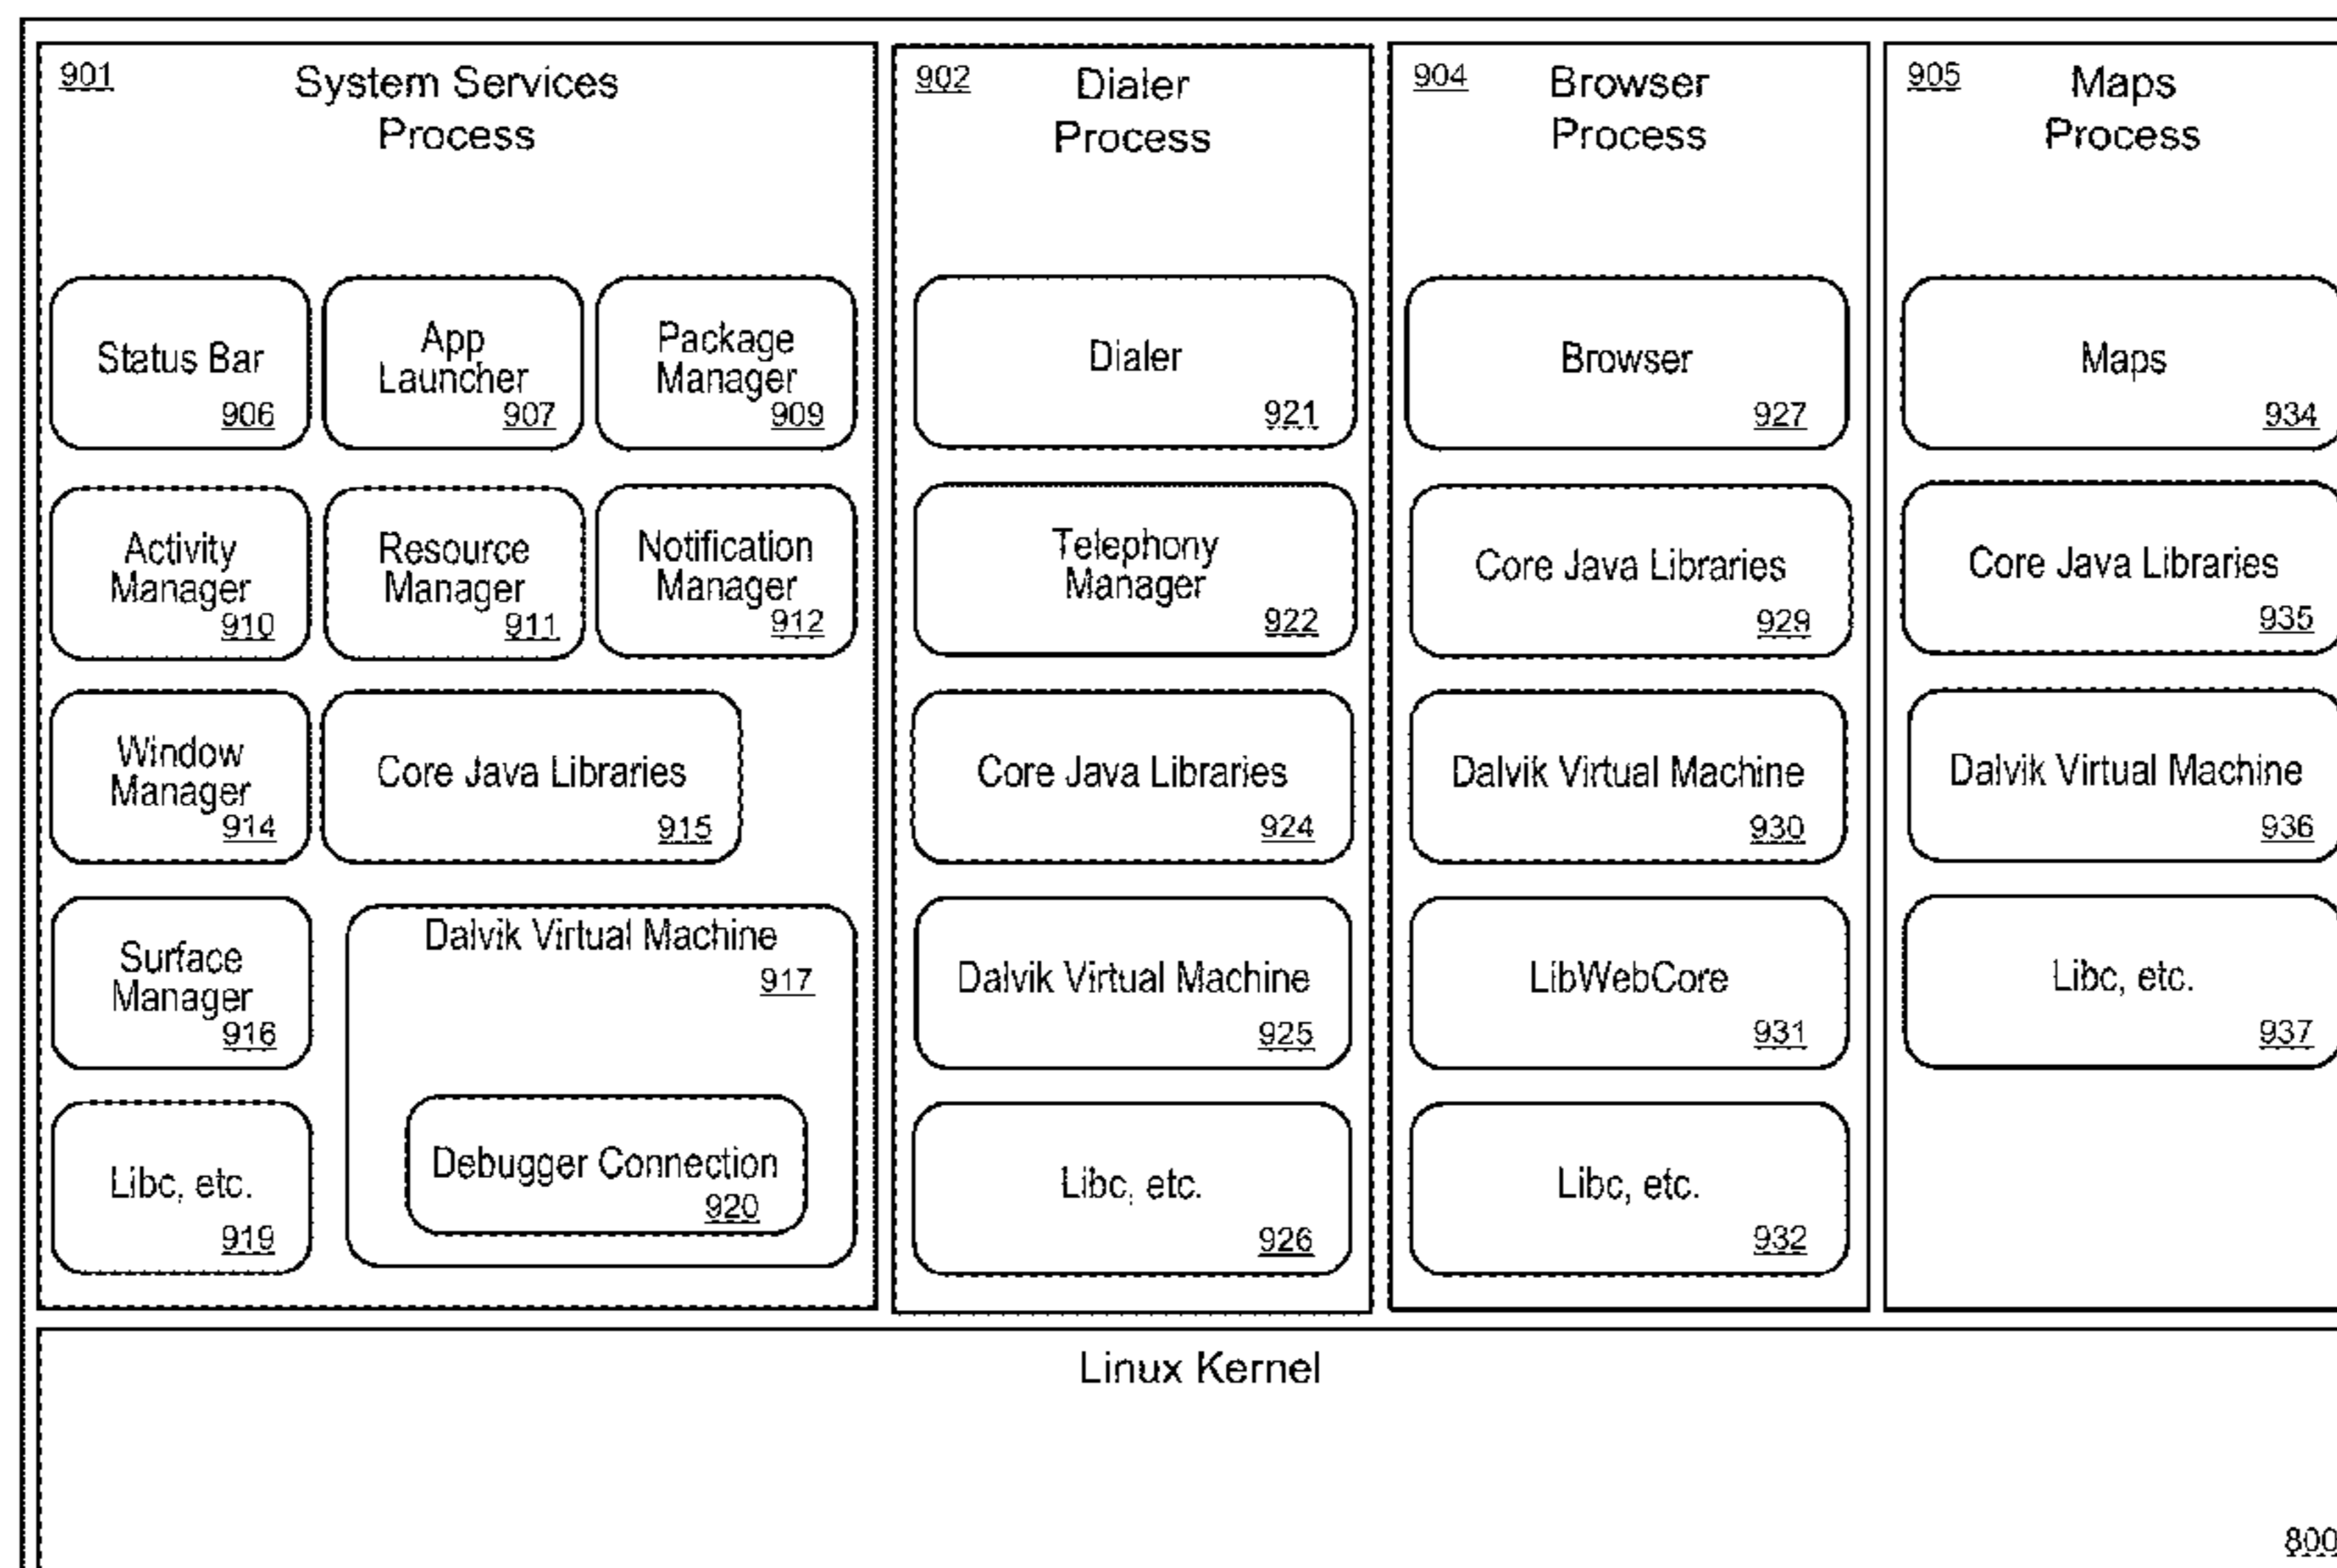 901
System Services
Process
Status Bar
906
App
Launcher
907
Package
Manager
909
Activity
Manager
910
Resource
Manager
911
Notification
Manager
912
Window
Manager
914
Core Java Libraries
915
Surface
Manager
916
Dalvik Virtual Machine
917
Debugger Connection
920
Libc, etc.
919
902
Dialer
Process
Dialer
921
Telephony
Manager
922
Core Java Libraries
924
Dalvik Virtual Machine
925
Libc, etc.
926
904
Browser
Process
Browser
927
Core Java Libraries
929
Dalvik Virtual Machine
930
LibWebCore
931
Libc, etc.
932
905
Maps
Process
Maps
934
Core Java Libraries
935
Dalvik Virtual Machine
936
Libc, etc.
937
Linux Kernel
800